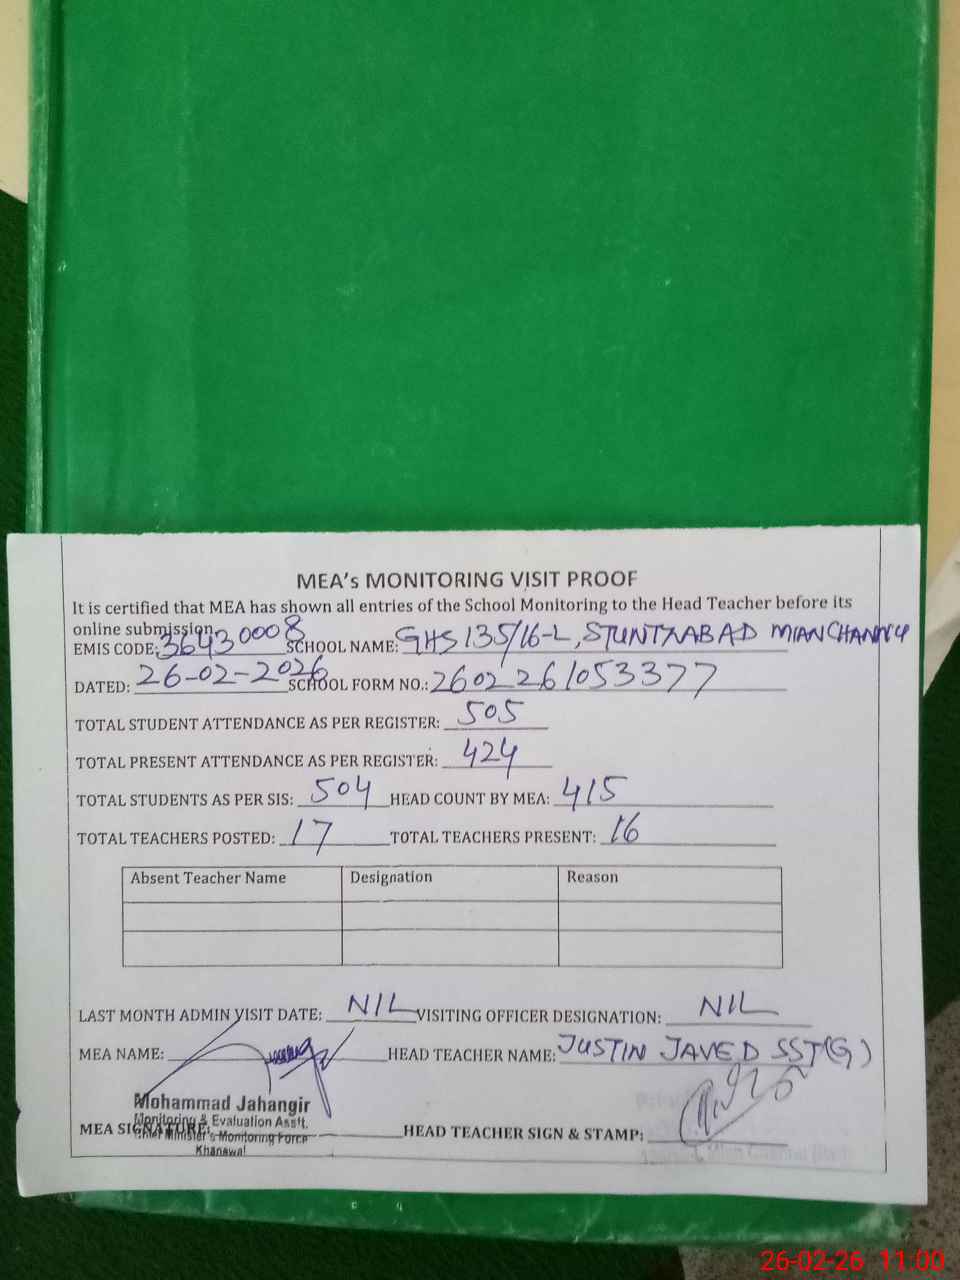 MEA's MONITORING VISIT PROOF
It is certified that MEA has shown all entries of the School Monitoring to the Head Teacher before its
online submission.
EMIS CODE: 36430008 SCHOOL NAME: GHS 135/16-L, STUNTZABAD MIANCHANNU
DATED: 26-02-2026 SCHOOL FORM NO.: 2602261053377
TOTAL STUDENT ATTENDANCE AS PER REGISTER: 505
TOTAL PRESENT ATTENDANCE AS PER REGISTER: 424
TOTAL STUDENTS AS PER SIS: 504 HEAD COUNT BY MEA: 415
TOTAL TEACHERS POSTED: 17 TOTAL TEACHERS PRESENT: 16
Absent Teacher Name Designation Reason
LAST MONTH ADMIN VISIT DATE: NIL VISITING OFFICER DESIGNATION: NIL
MEA NAME: HEAD TEACHER NAME: JUSTIN JAVED SST(G)
Mohammad Jahangir
Monitoring & Evaluation Asstt.
MEA SIGNATURE: HEAD TEACHER SIGN & STAMP:
Chief Minister's Monitoring Force
Khanewal
26-02-26 11:00